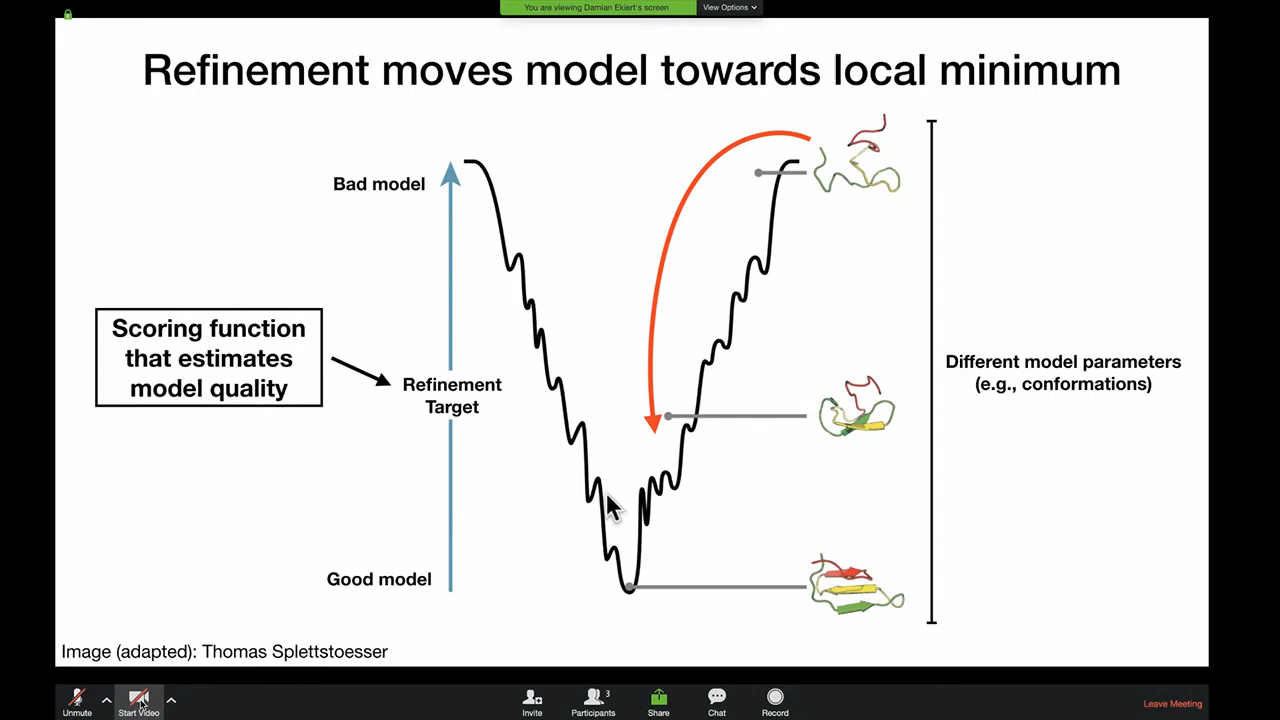 You are viewing Damian Ekiert's screen
View Options
Refinement moves model towards local minimum
Bad model
Scoring function
that estimates
model quality
Refinement
Target
Different model parameters
(e.g., conformations)
Good model
Image (adapted): Thomas Splettstoesser
Unmute
Start Video
Invite
Participants
3
Share
Chat
Record
Leave Meeting